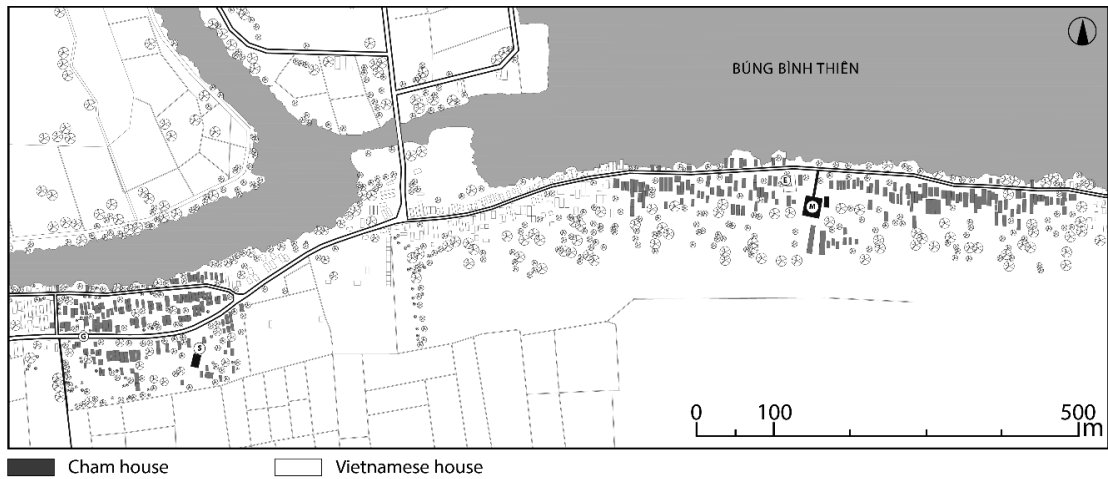 BÚNG BÌNH THIÊN
E
M
G
S
0 100 500
m
Cham house
Vietnamese house